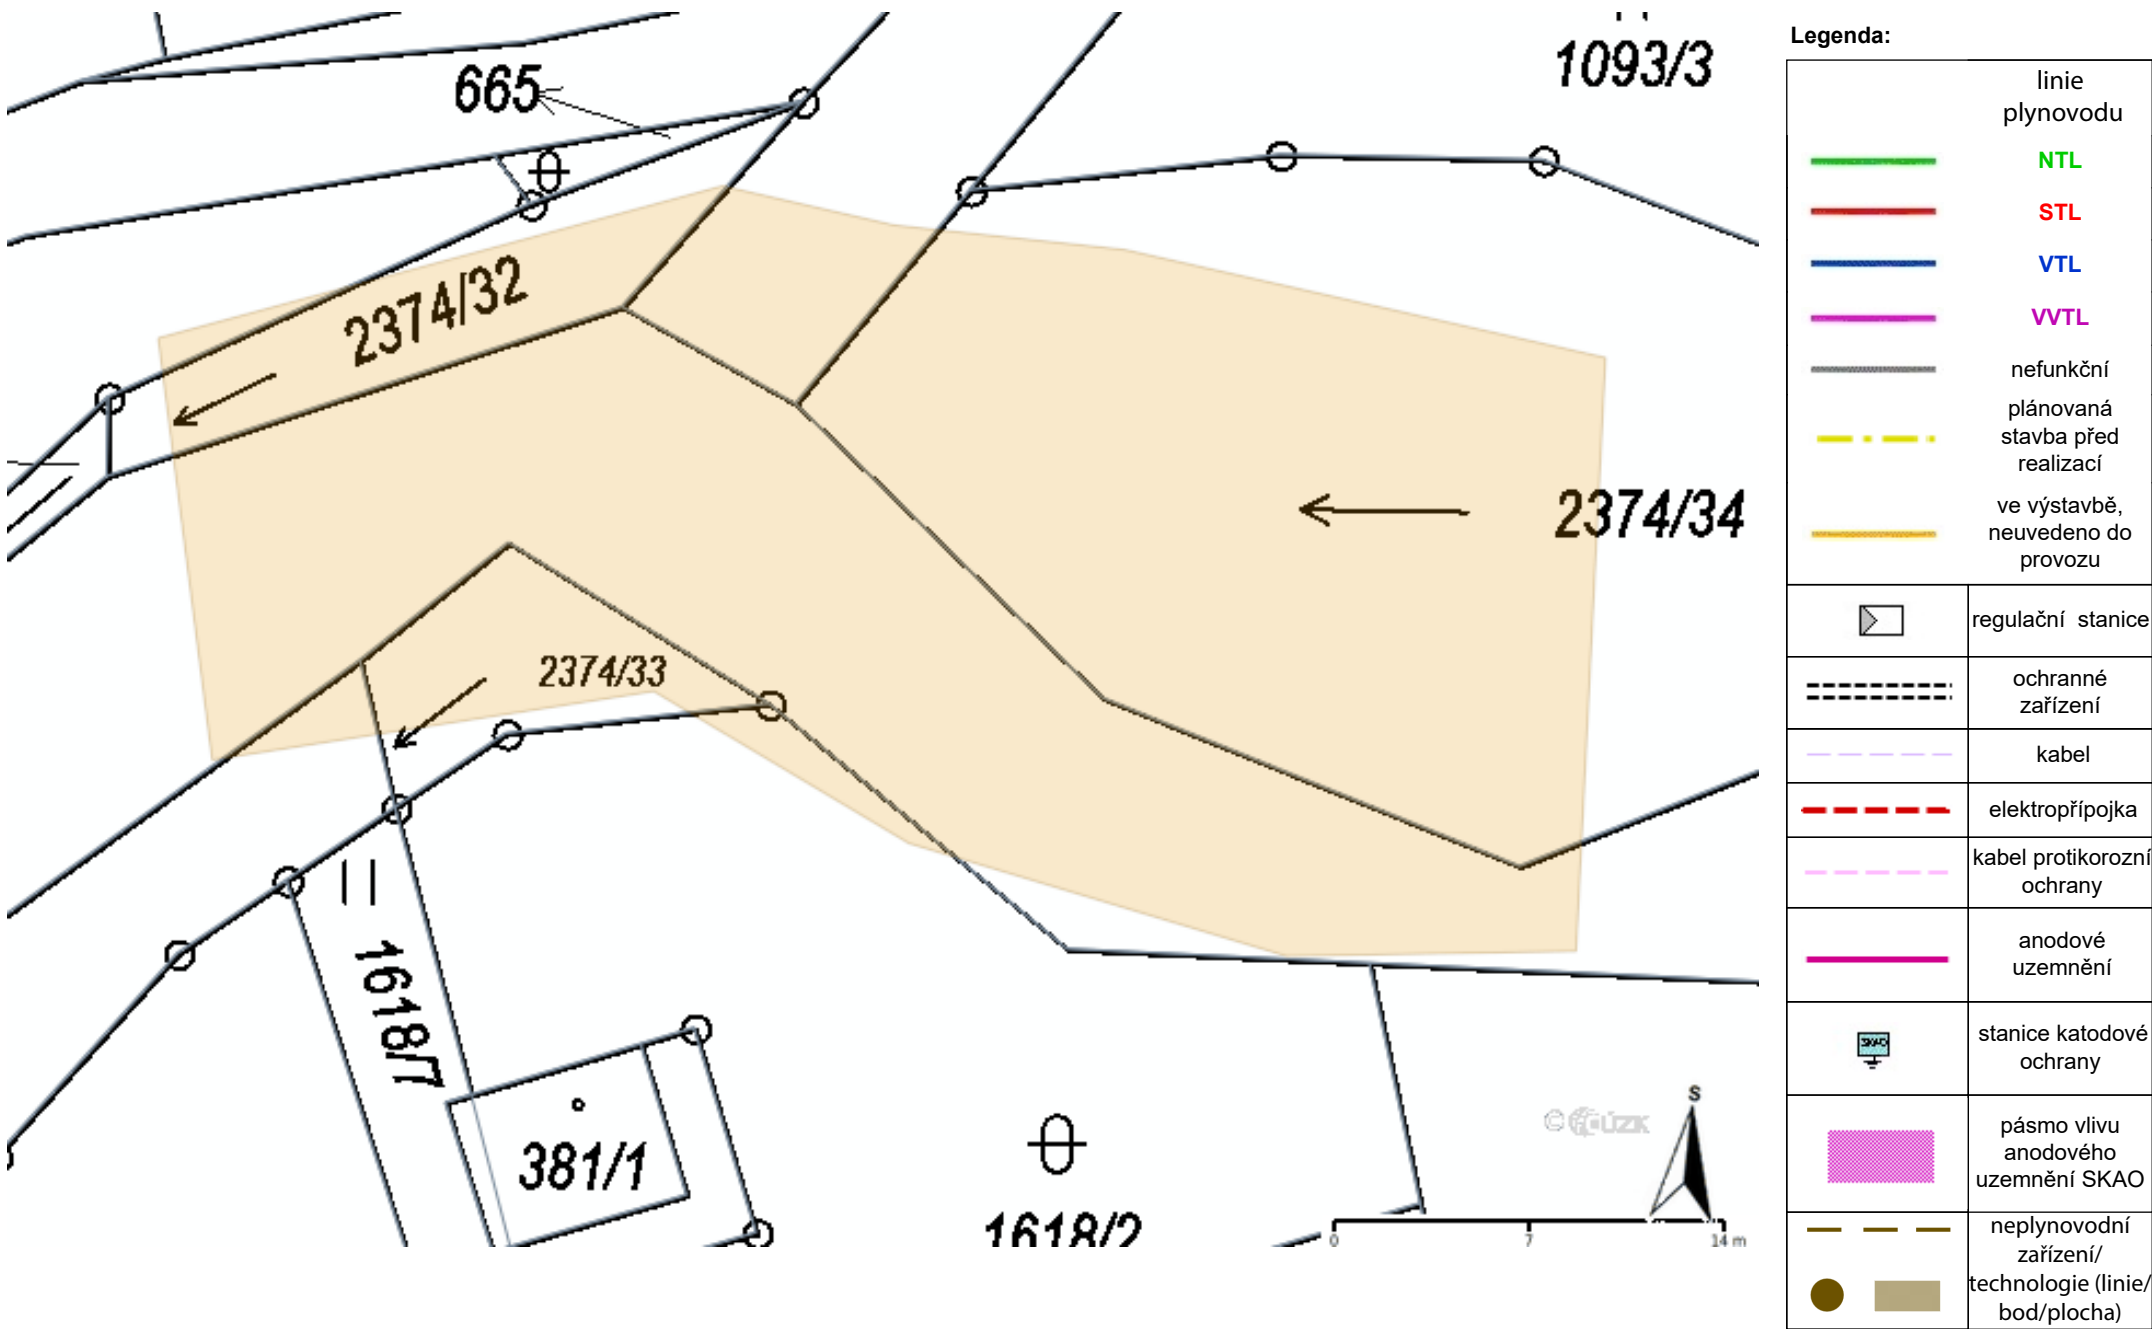 665
1093/3
2374/32
2374/34
2374/33
1618/7
381/1
1618/2
© ČÚZK
S
0 7 14 m
Legenda:
linie
plynovodu
NTL
STL
VTL
VVTL
nefunkční
plánovaná
stavba před
realizací
ve výstavbě,
neuvedeno do
provozu
regulační stanice
ochranné
zařízení
kabel
elektropřípojka
kabel protikorozní
ochrany
anodové
uzemnění
SKAO
stanice katodové
ochrany
pásmo vlivu
anodového
uzemnění SKAO
neplynovodní
zařízení/
technologie (linie/
bod/plocha)